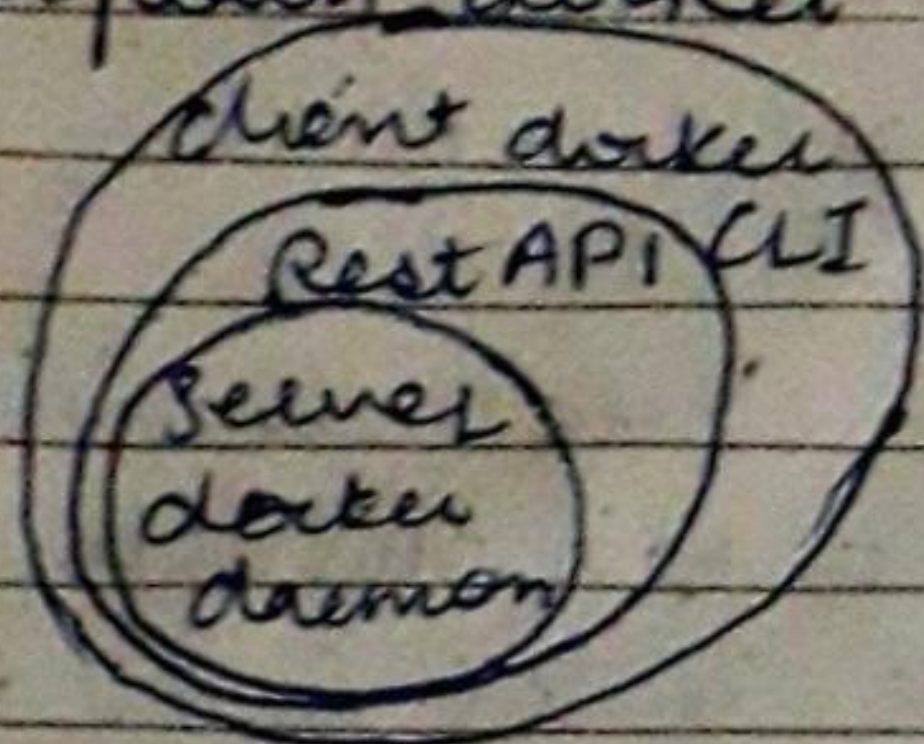 client docker
CLI
Rest API
Server
docker
daemon